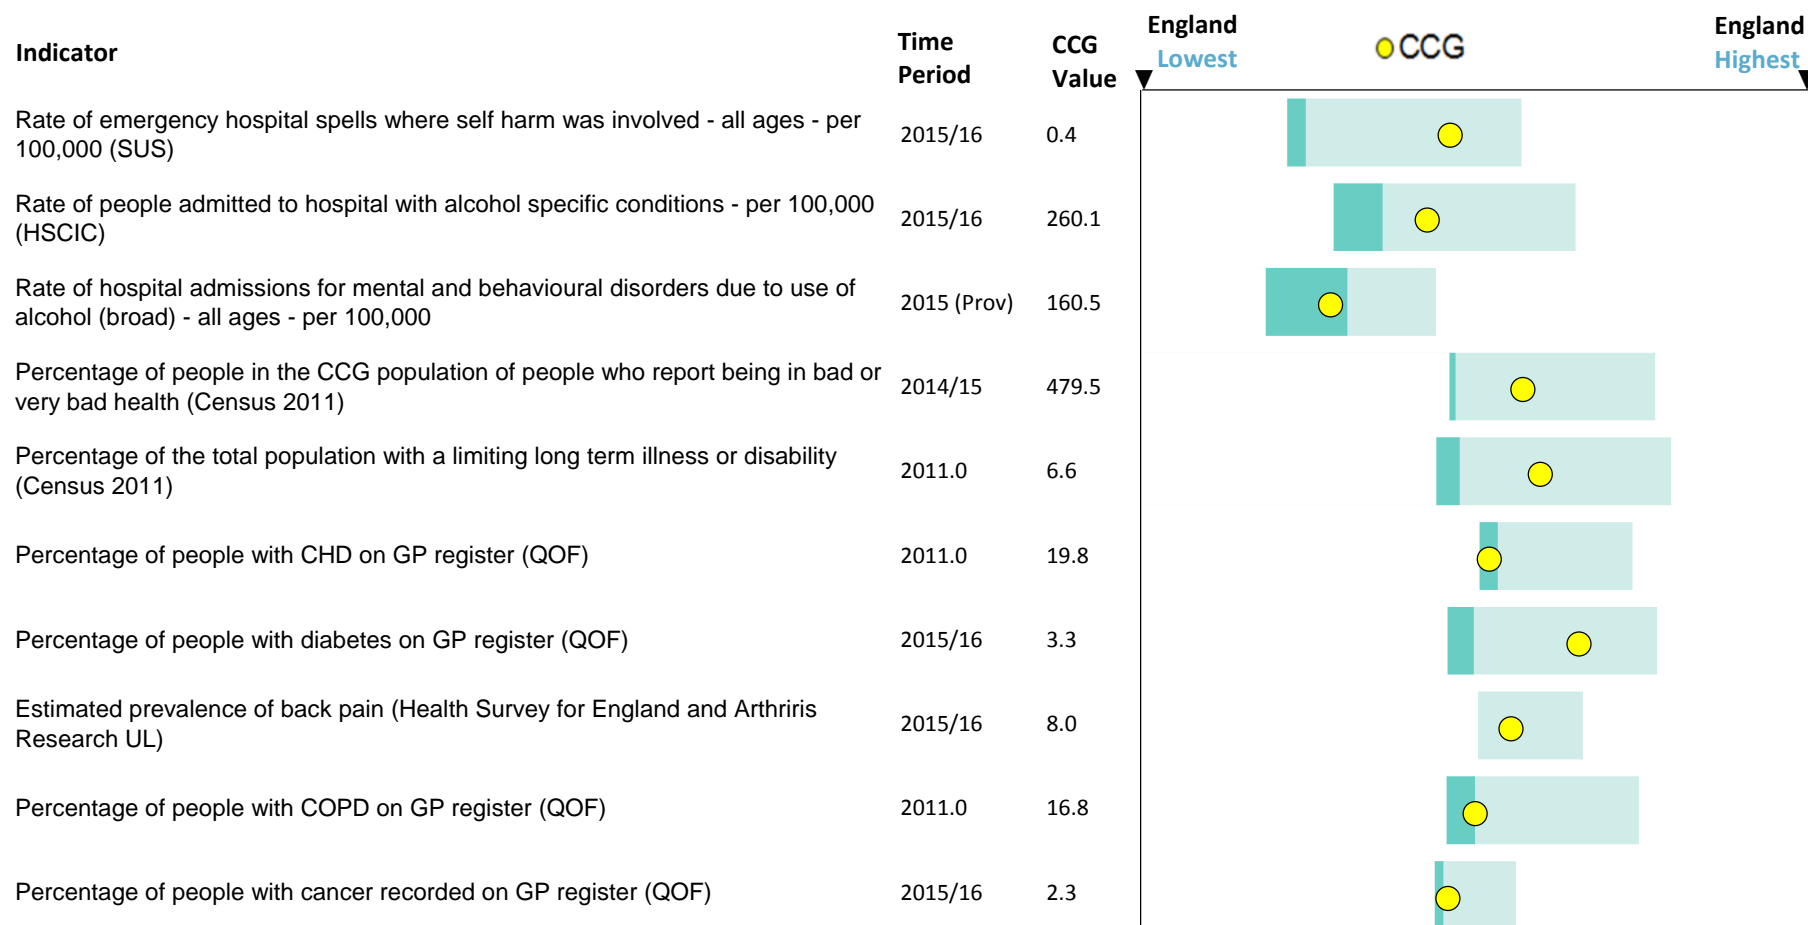 Indicator
Time
Period
CCG
Value
England
Lowest
CCG
England
Highest
Rate of emergency hospital spells where self harm was involved - all ages - per
100,000 (SUS)
2015/16
0.4
Rate of people admitted to hospital with alcohol specific conditions - per 100,000
(HSCIC)
2015/16
260.1
Rate of hospital admissions for mental and behavioural disorders due to use of
alcohol (broad) - all ages - per 100,000
2015 (Prov)
160.5
Percentage of people in the CCG population of people who report being in bad or
very bad health (Census 2011)
2014/15
479.5
Percentage of the total population with a limiting long term illness or disability
(Census 2011)
2011.0
6.6
Percentage of people with CHD on GP register (QOF)
2011.0
19.8
Percentage of people with diabetes on GP register (QOF)
2015/16
3.3
Estimated prevalence of back pain (Health Survey for England and Arthriris
Research UL)
2015/16
8.0
Percentage of people with COPD on GP register (QOF)
2011.0
16.8
Percentage of people with cancer recorded on GP register (QOF)
2015/16
2.3